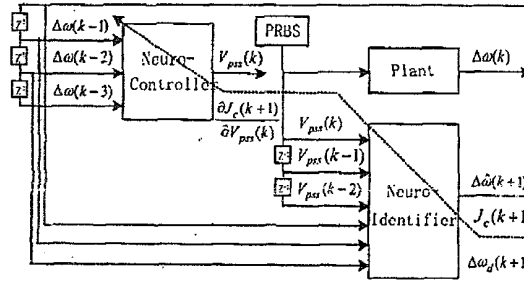 Z⁻¹
Δω(k−1)
Z⁻¹
Δω(k−2)
Z⁻¹
Δω(k−3)
Neuro-
Controller
V_pss(k)
∂J_c(k+1)
∂V_pss(k)
PRBS
Plant
Δω(k)
V_pss(k)
Z⁻¹
V_pss(k−1)
Z⁻¹
V_pss(k−2)
Neuro-
Identifier
Δω̂(k+1)
J_c(k+1
Δω_d(k+1)